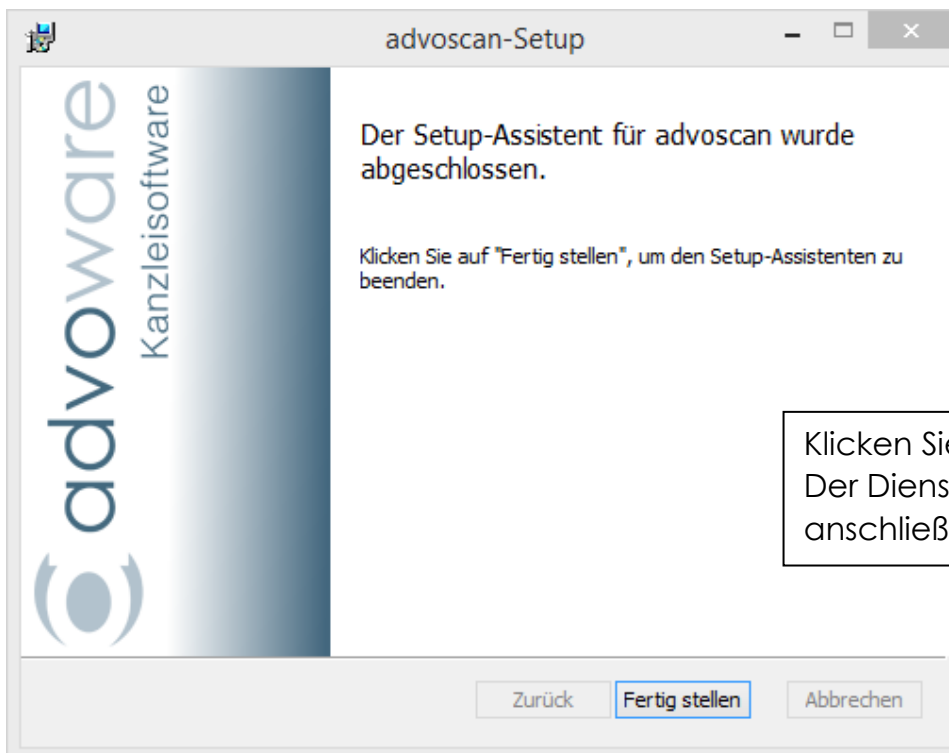 advoscan-Setup
advoware
Kanzleisoftware
Der Setup-Assistent für advoscan wurde
abgeschlossen.
Klicken Sie auf "Fertig stellen", um den Setup-Assistenten zu
beenden.
Klicken Sie
Der Diens
anschließ
Zurück
Fertig stellen
Abbrechen